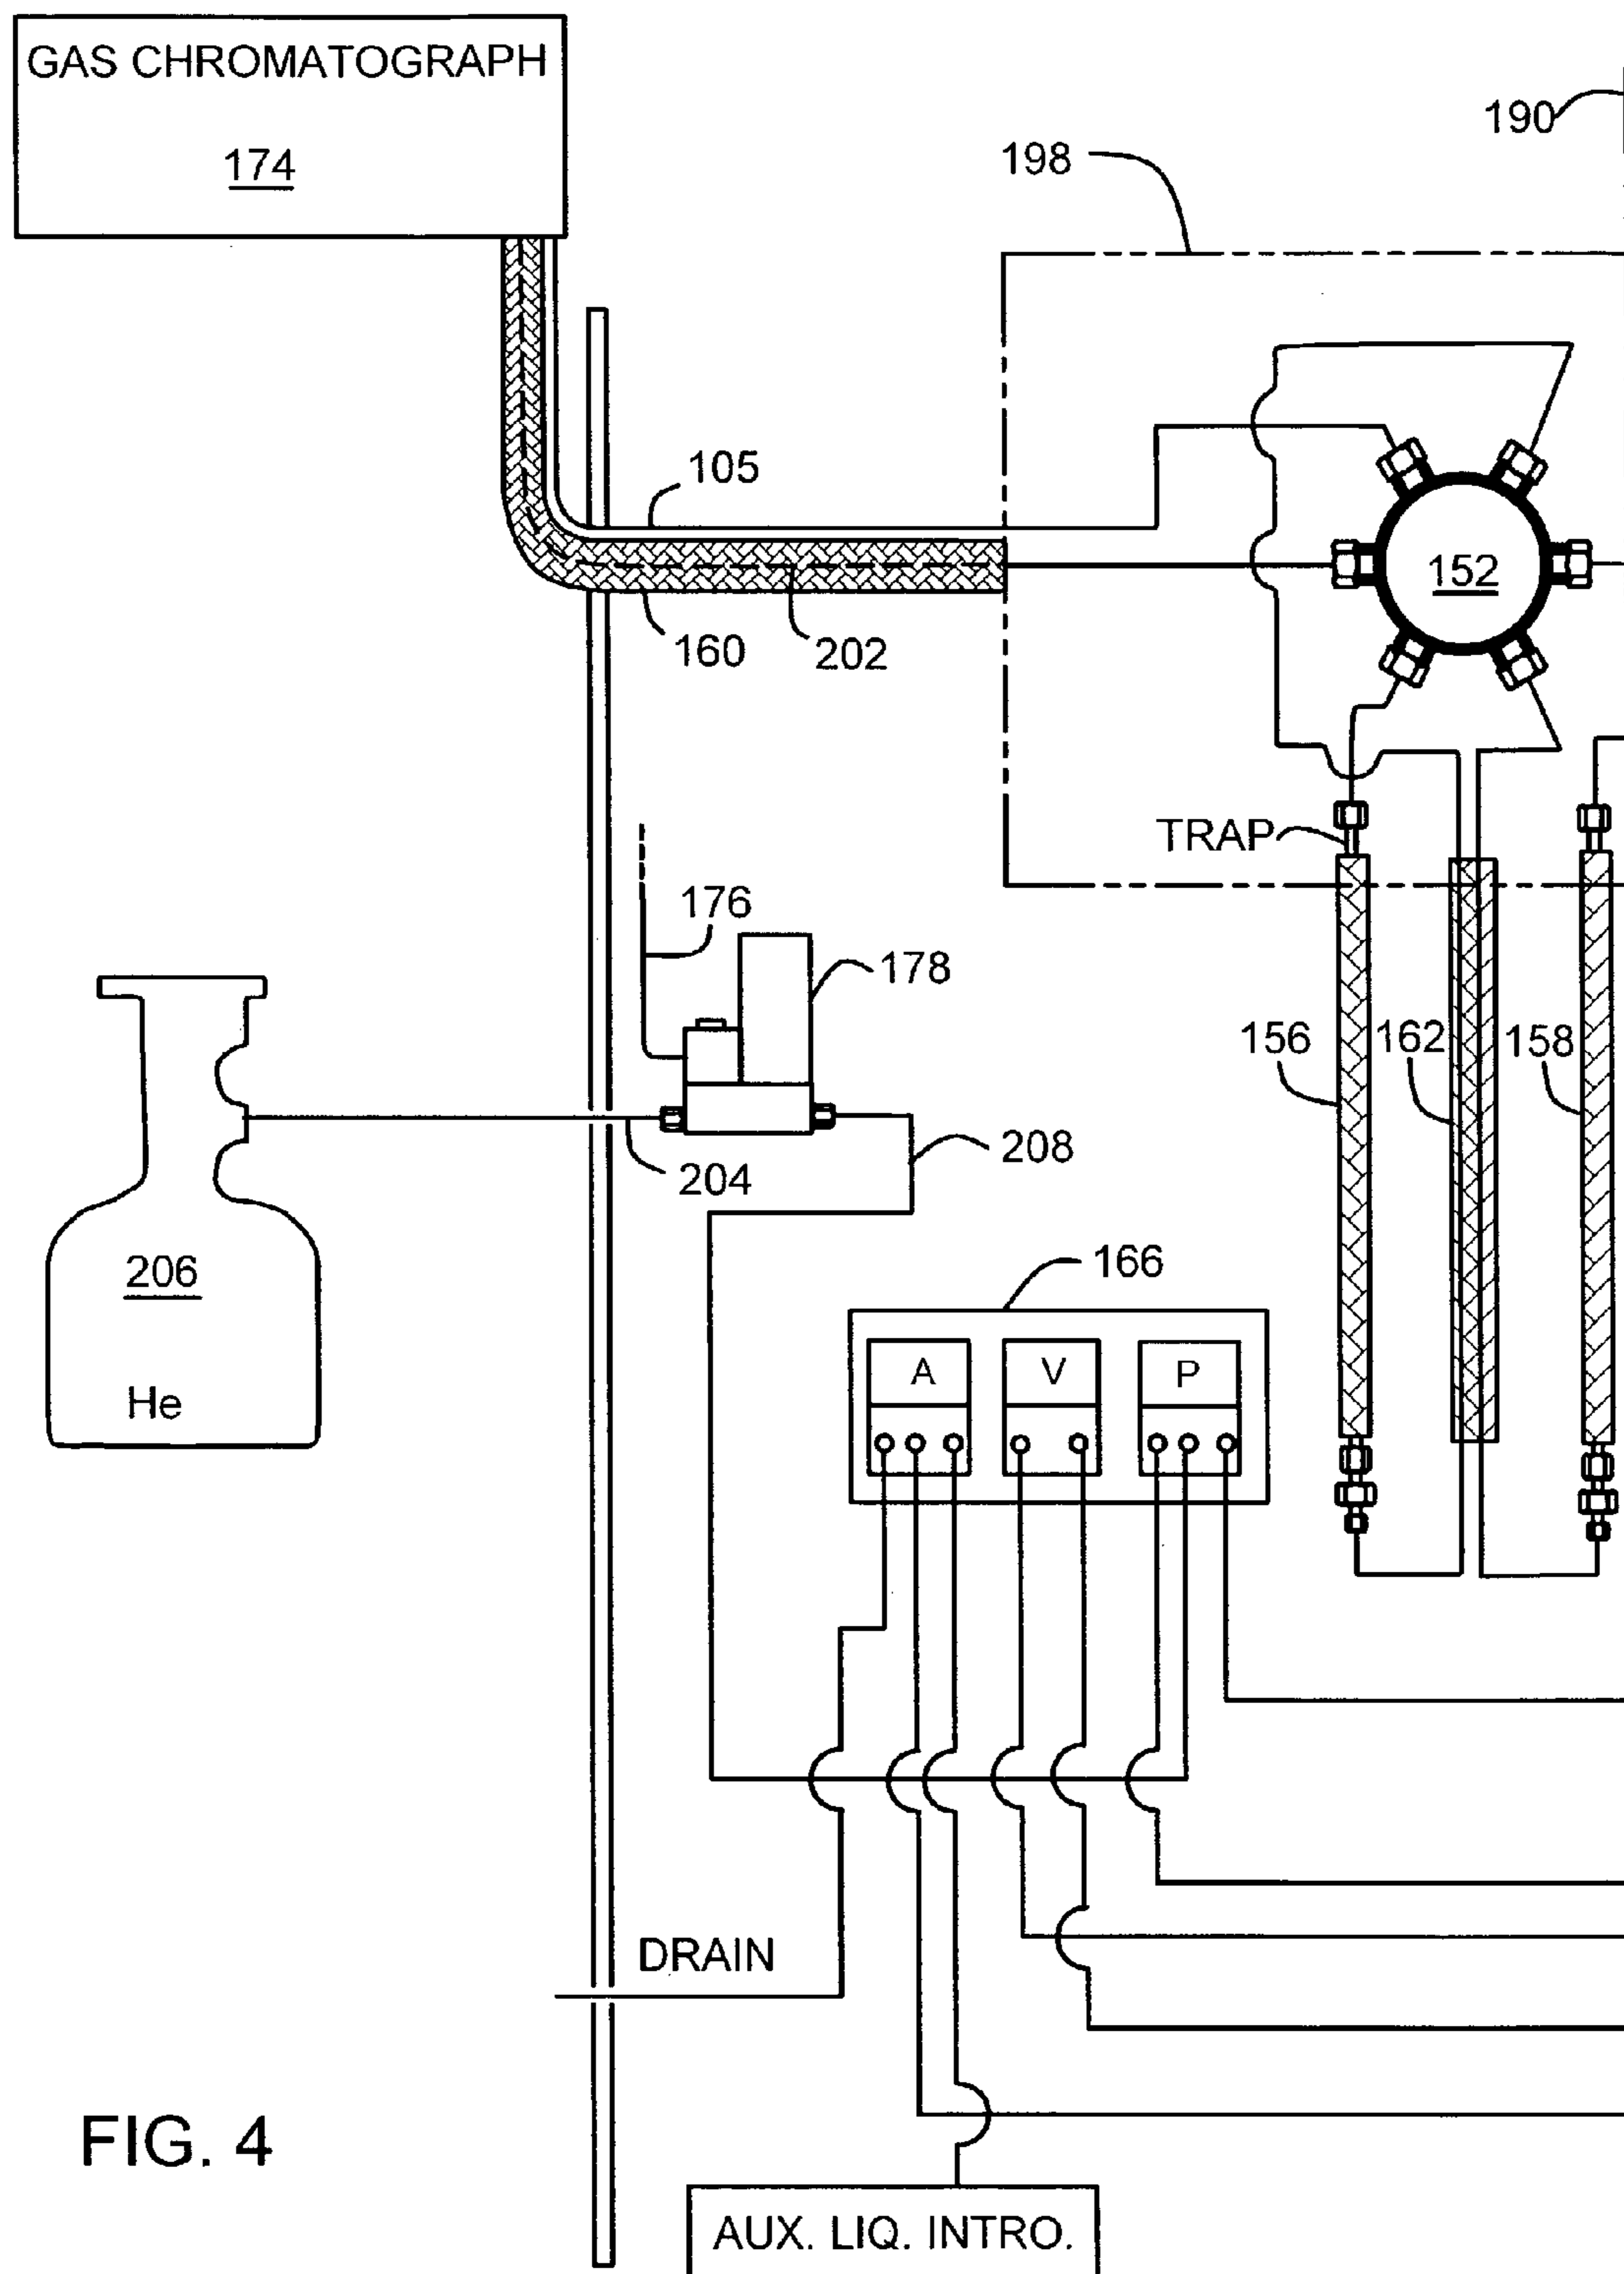 GAS CHROMATOGRAPH
174
190
198
105
152
160
202
TRAP
176
178
156
162
158
208
204
206
166
A
V
P
He
DRAIN
FIG. 4
AUX. LIQ. INTRO.